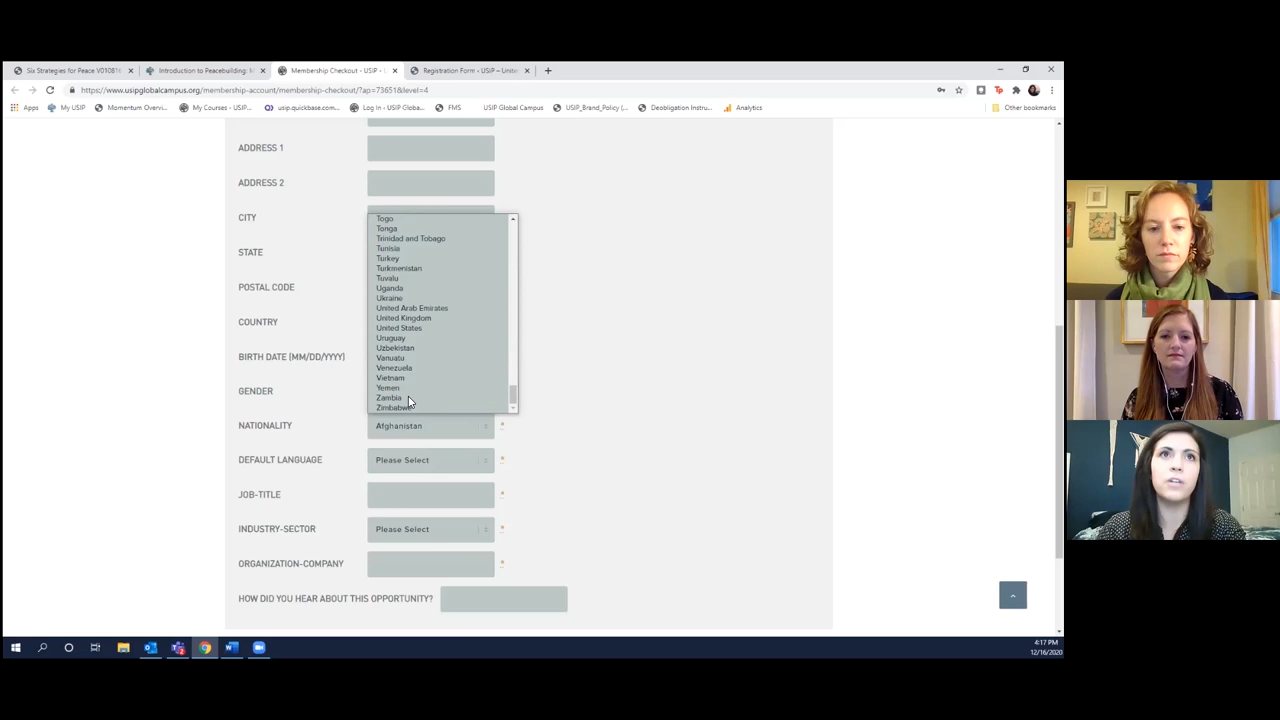 Six Strategies for Peace V010816
Introduction to Peacebuilding: M
Membership Checkout - USIP - L
Registration Form ‹ USIP – Unite
https://www.usipglobalcampus.org/membership-account/membership-checkout/?ap=73651&level=4
Apps
My USIP
Momentum Overvi...
My Courses - USIP...
usip.quickbase.com...
Log In ‹ USIP Globa...
FMS
USIP Global Campus
USIP_Brand_Policy (...
Deobligation Instru...
Analytics
Other bookmarks
ADDRESS 1
ADDRESS 2
CITY
STATE
POSTAL CODE
COUNTRY
BIRTH DATE (MM/DD/YYYY)
GENDER
Togo
Tonga
Trinidad and Tobago
Tunisia
Turkey
Turkmenistan
Tuvalu
Uganda
Ukraine
United Arab Emirates
United Kingdom
United States
Uruguay
Uzbekistan
Vanuatu
Venezuela
Vietnam
Yemen
Zambia
Zimbabwe
NATIONALITY Afghanistan *
DEFAULT LANGUAGE Please Select *
JOB-TITLE *
INDUSTRY-SECTOR Please Select *
ORGANIZATION-COMPANY *
HOW DID YOU HEAR ABOUT THIS OPPORTUNITY?
4:17 PM
12/16/2020